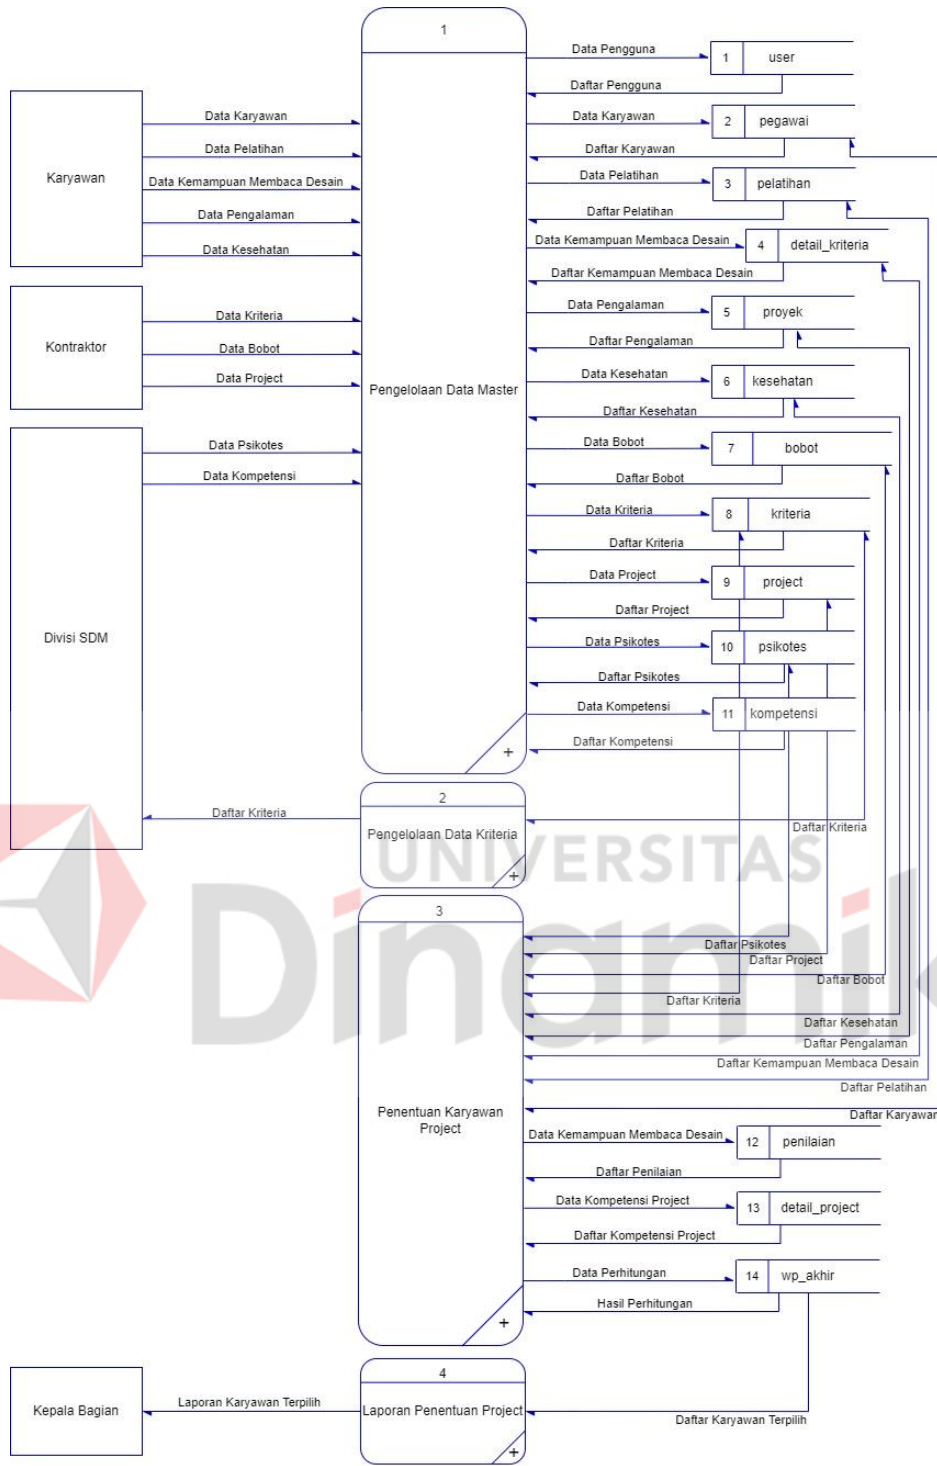 1
Data Pengguna
1 user
Daftar Pengguna
Karyawan
Data Karyawan
Data Pelatihan
Data Kemampuan Membaca Desain
Data Pengalaman
Data Kesehatan
Data Karyawan
2 pegawai
Daftar Karyawan
Data Pelatihan
3 pelatihan
Daftar Pelatihan
Data Kemampuan Membaca Desain
4 detail_kriteria
Daftar Kemampuan Membaca Desain
Kontraktor
Data Kriteria
Data Bobot
Data Project
Pengelolaan Data Master
Data Pengalaman
5 proyek
Daftar Pengalaman
Data Kesehatan
6 kesehatan
Daftar Kesehatan
Divisi SDM
Data Psikotes
Data Kompetensi
Data Bobot
7 bobot
Daftar Bobot
Data Kriteria
8 kriteria
Daftar Kriteria
Data Project
9 project
Daftar Project
Data Psikotes
10 psikotes
Daftar Psikotes
Data Kompetensi
11 kompetensi
Daftar Kompetensi
+
2
Daftar Kriteria
Pengelolaan Data Kriteria
Daftar Kriteria
+
UNIVERSITAS
Dinamik
3
Daftar Psikotes
Daftar Project
Daftar Bobot
Daftar Kriteria
Daftar Kesehatan
Daftar Pengalaman
Daftar Kemampuan Membaca Desain
Daftar Pelatihan
Daftar Karyawan
Penentuan Karyawan
Project
Data Kemampuan Membaca Desain
12 penilaian
Daftar Penilaian
Data Kompetensi Project
13 detail_project
Daftar Kompetensi Project
Data Perhitungan
14 wp_akhir
Hasil Perhitungan
+
4
Kepala Bagian
Laporan Karyawan Terpilih
Laporan Penentuan Project
Daftar Karyawan Terpilih
+